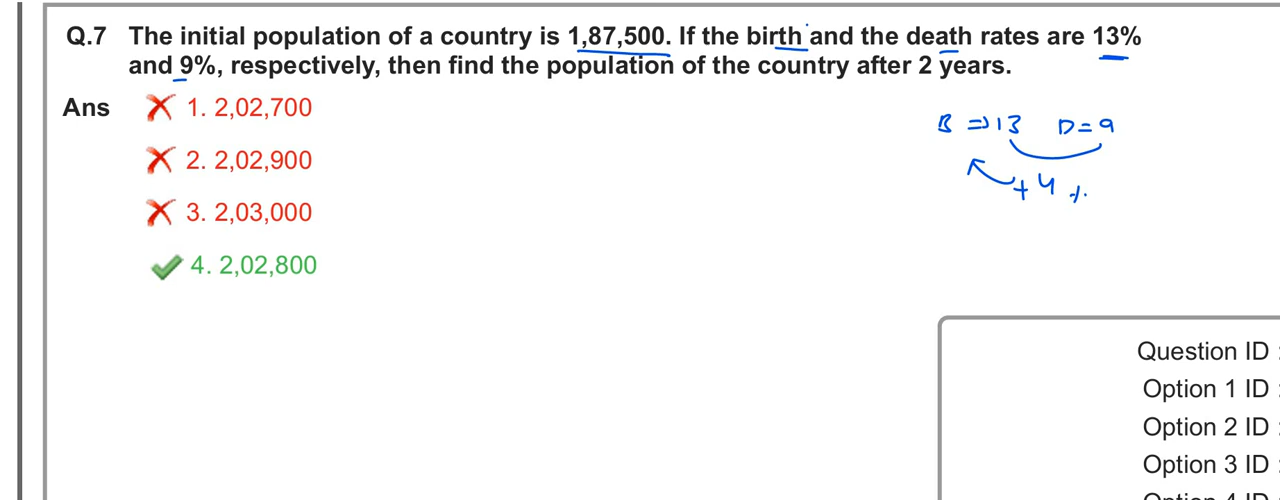 Q.7 The initial population of a country is 1,87,500. If the birth and the death rates are 13%
and 9%, respectively, then find the population of the country after 2 years.
Ans 1. 2,02,700
2. 2,02,900
3. 2,03,000
4. 2,02,800
B ⇒ 13 D = 9
+4%
Question ID :
Option 1 ID :
Option 2 ID :
Option 3 ID :
Option 4 ID